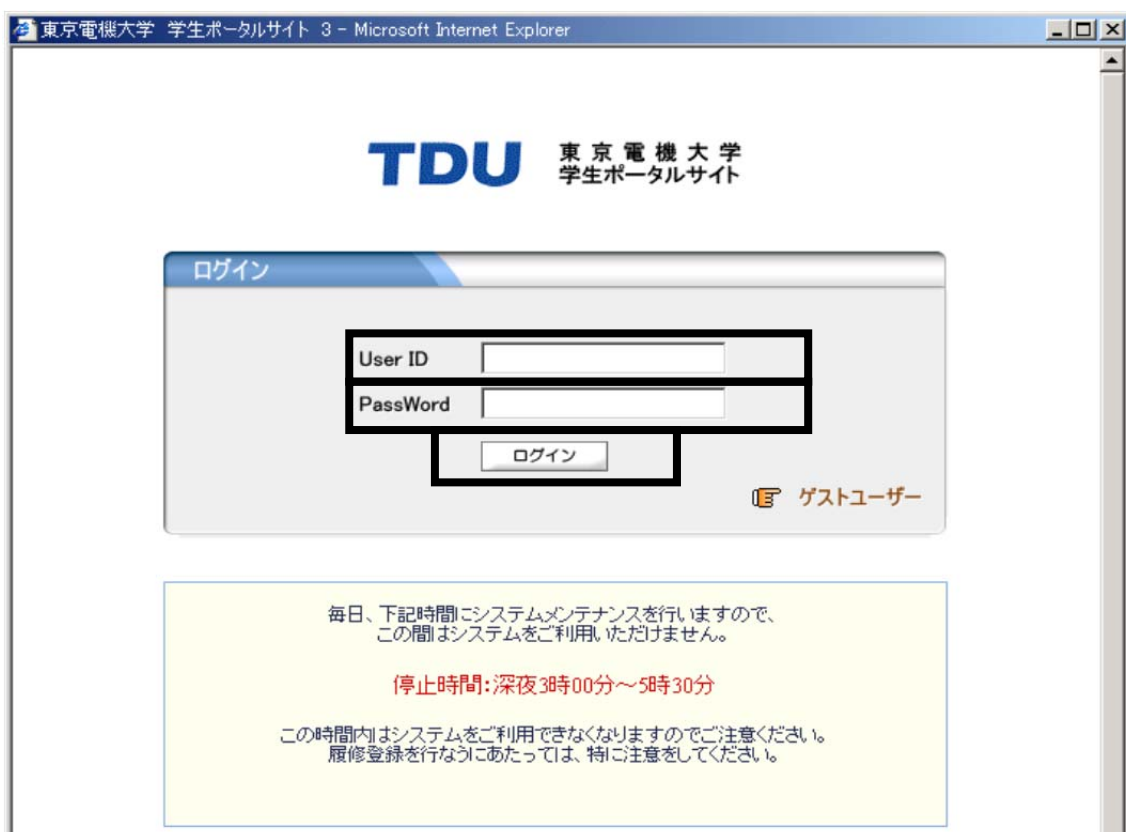 東京電機大学 学生ポータルサイト 3 - Microsoft Internet Explorer
TDU
東京電機大学
学生ポータルサイト
ログイン
User ID
PassWord
ログイン
ゲストユーザー
毎日、下記時間にシステムメンテナンスを行いますので、
この間はシステムをご利用いただけません。
停止時間:深夜3時00分～5時30分
この時間内はシステムをご利用できなくなりますのでご注意ください。
履修登録を行なうにあたっては、特に注意をしてください。